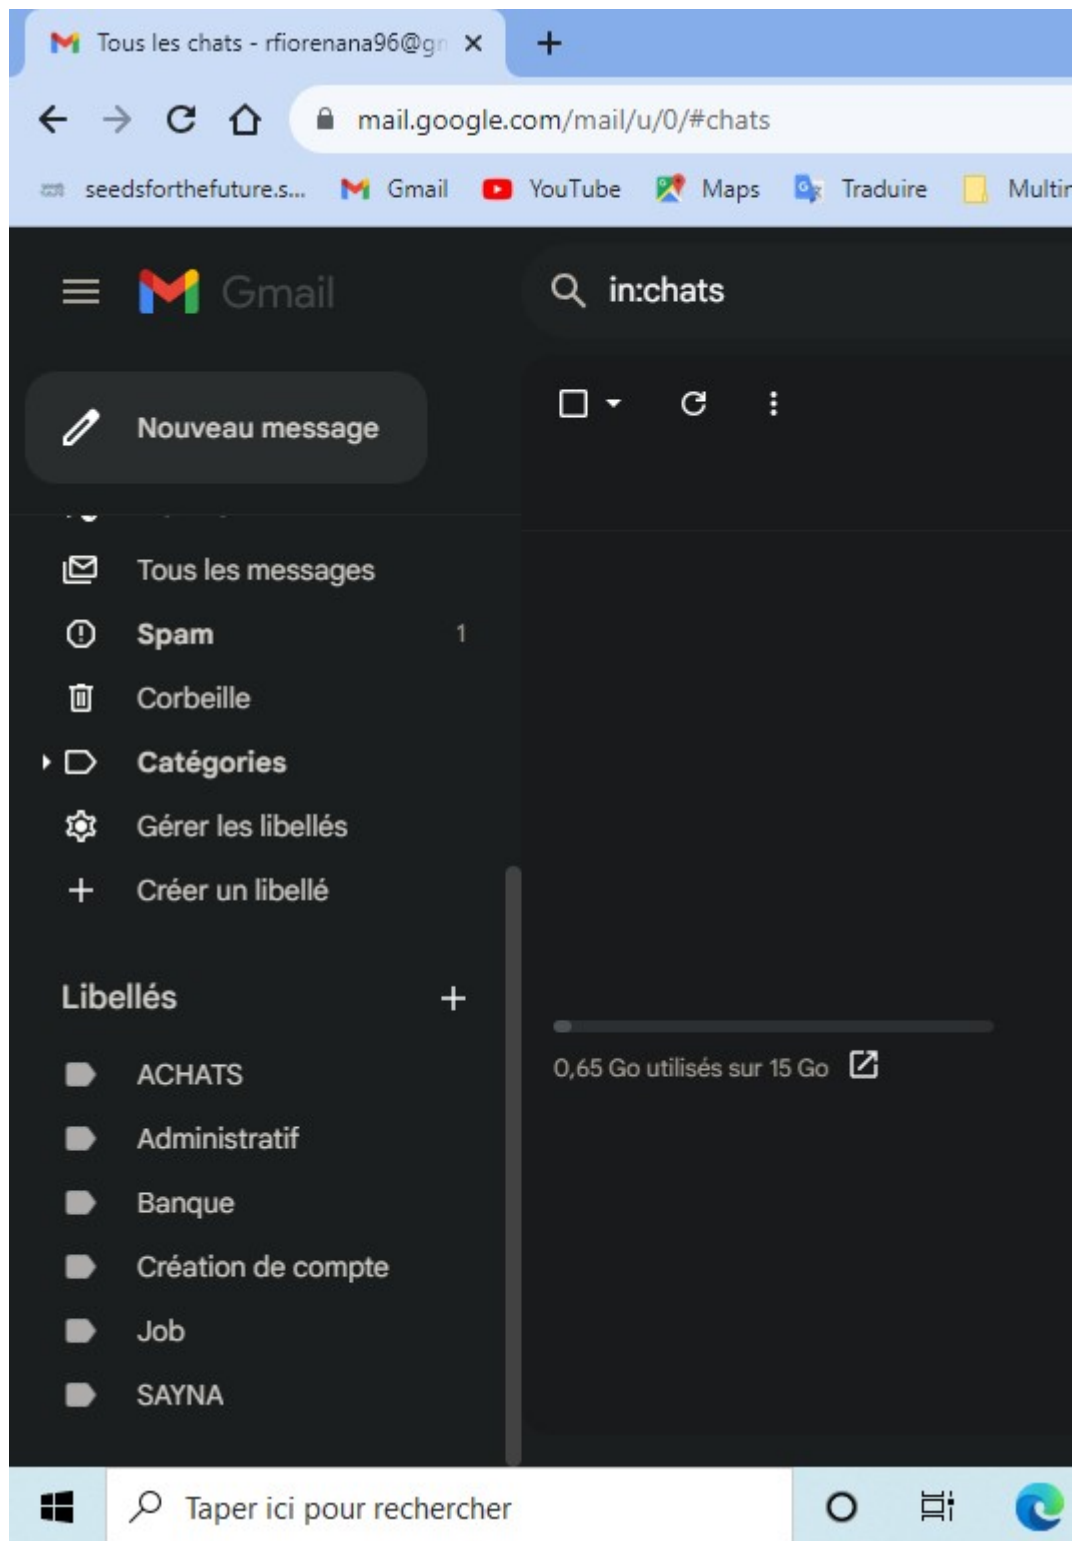 Tous les chats - rfiorenana96@gm
mail.google.com/mail/u/0/#chats
seedsforthefuture.s... Gmail YouTube Maps Traduire
Gmail
in:chats
Nouveau message
Tous les messages
Spam 1
Corbeille
Catégories
Gérer les libellés
Créer un libellé
Libellés
ACHATS
Administratif
Banque
Création de compte
Job
SAYNA
0,65 Go utilisés sur 15 Go
Taper ici pour rechercher